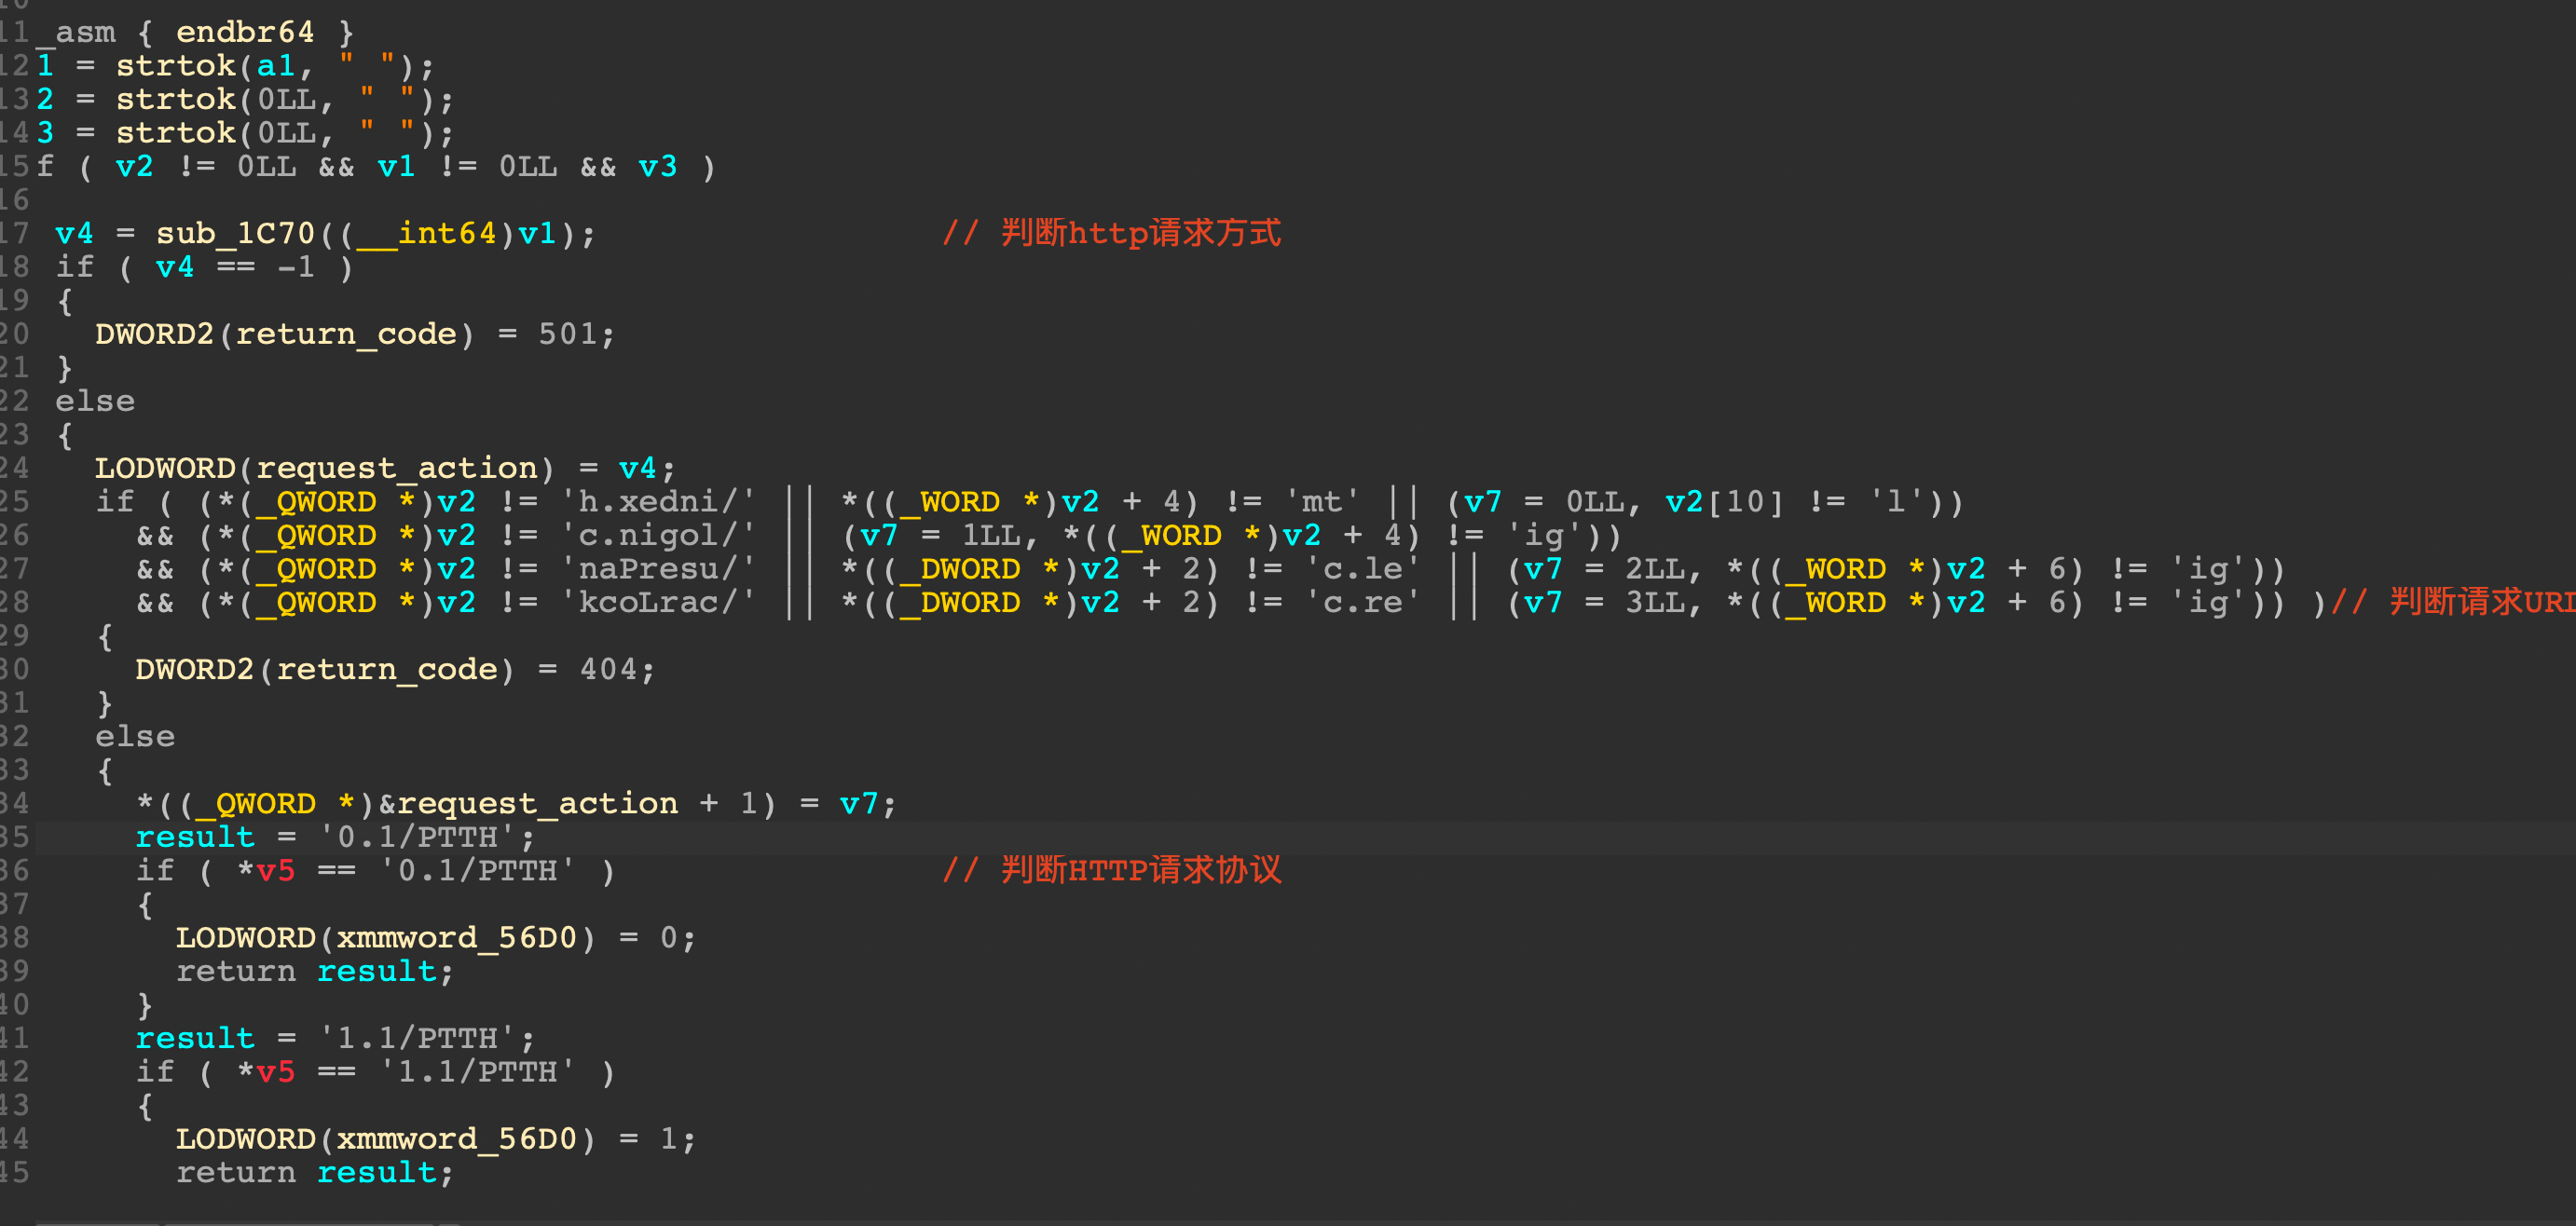 11_asm { endbr64 }
121 = strtok(a1, " ");
132 = strtok(0LL, " ");
143 = strtok(0LL, " ");
15f ( v2 != 0LL && v1 != 0LL && v3 )
16
17 v4 = sub_1C70((__int64)v1); // 判断http请求方式
18 if ( v4 == -1 )
19 {
20 DWORD2(return_code) = 501;
21 }
22 else
23 {
24 LODWORD(request_action) = v4;
25 if ( (*(_QWORD *)v2 != 'h.xedni/' || *((_WORD *)v2 + 4) != 'mt' || (v7 = 0LL, v2[10] != 'l'))
26 && (*(_QWORD *)v2 != 'c.nigol/' || (v7 = 1LL, *((_WORD *)v2 + 4) != 'ig'))
27 && (*(_QWORD *)v2 != 'naPresu/' || *((_DWORD *)v2 + 2) != 'c.le' || (v7 = 2LL, *((_WORD *)v2 + 6) != 'ig'))
28 && (*(_QWORD *)v2 != 'kcoLrac/' || *((_DWORD *)v2 + 2) != 'c.re' || (v7 = 3LL, *((_WORD *)v2 + 6) != 'ig')) )// 判断请求URI
29 {
30 DWORD2(return_code) = 404;
31 }
32 else
33 {
34 *((_QWORD *)&request_action + 1) = v7;
35 result = '0.1/PTTH';
36 if ( *v5 == '0.1/PTTH' ) // 判断HTTP请求协议
37 {
38 LODWORD(xmmword_56D0) = 0;
39 return result;
40 }
41 result = '1.1/PTTH';
42 if ( *v5 == '1.1/PTTH' )
43 {
44 LODWORD(xmmword_56D0) = 1;
45 return result;